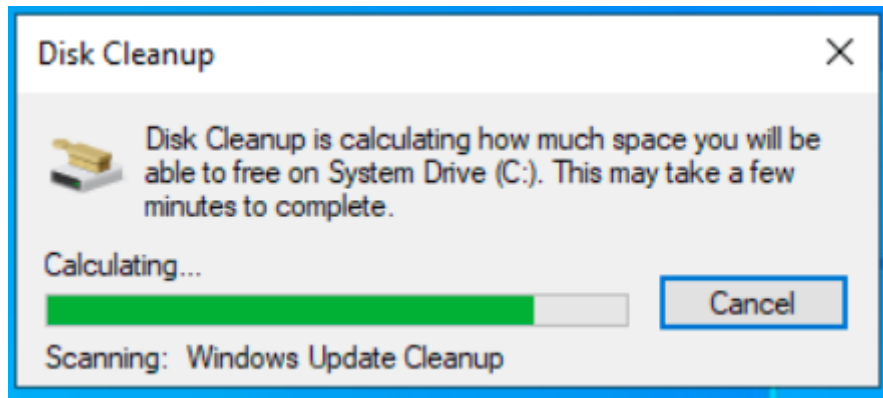 Disk Cleanup
Disk Cleanup is calculating how much space you will be
able to free on System Drive (C:). This may take a few
minutes to complete.
Calculating...
Cancel
Scanning: Windows Update Cleanup